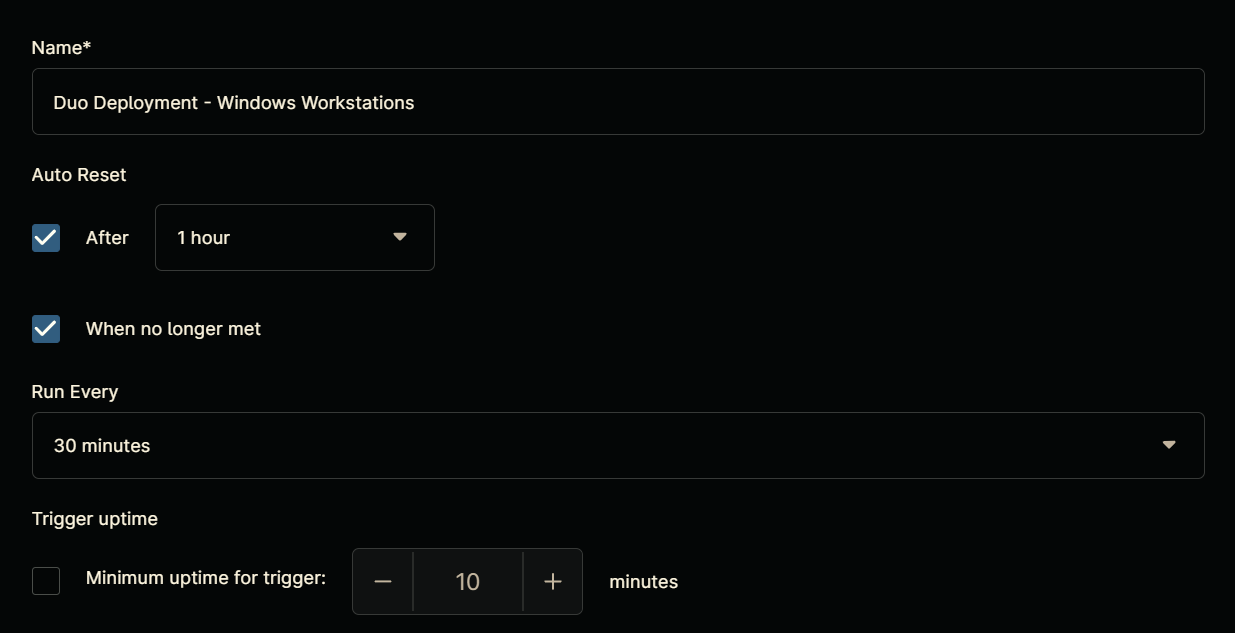 Name*
Duo Deployment - Windows Workstations
Auto Reset
After 1 hour
When no longer met
Run Every
30 minutes
Trigger uptime
Minimum uptime for trigger: − 10 + minutes